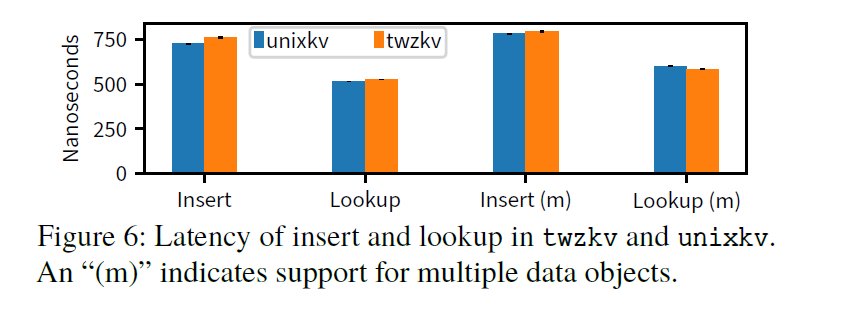 750
500
250
0
Nanoseconds
unixkv twzkv
Insert Lookup Insert (m) Lookup (m)
Figure 6: Latency of insert and lookup in twzkv and unixkv.
An “(m)” indicates support for multiple data objects.